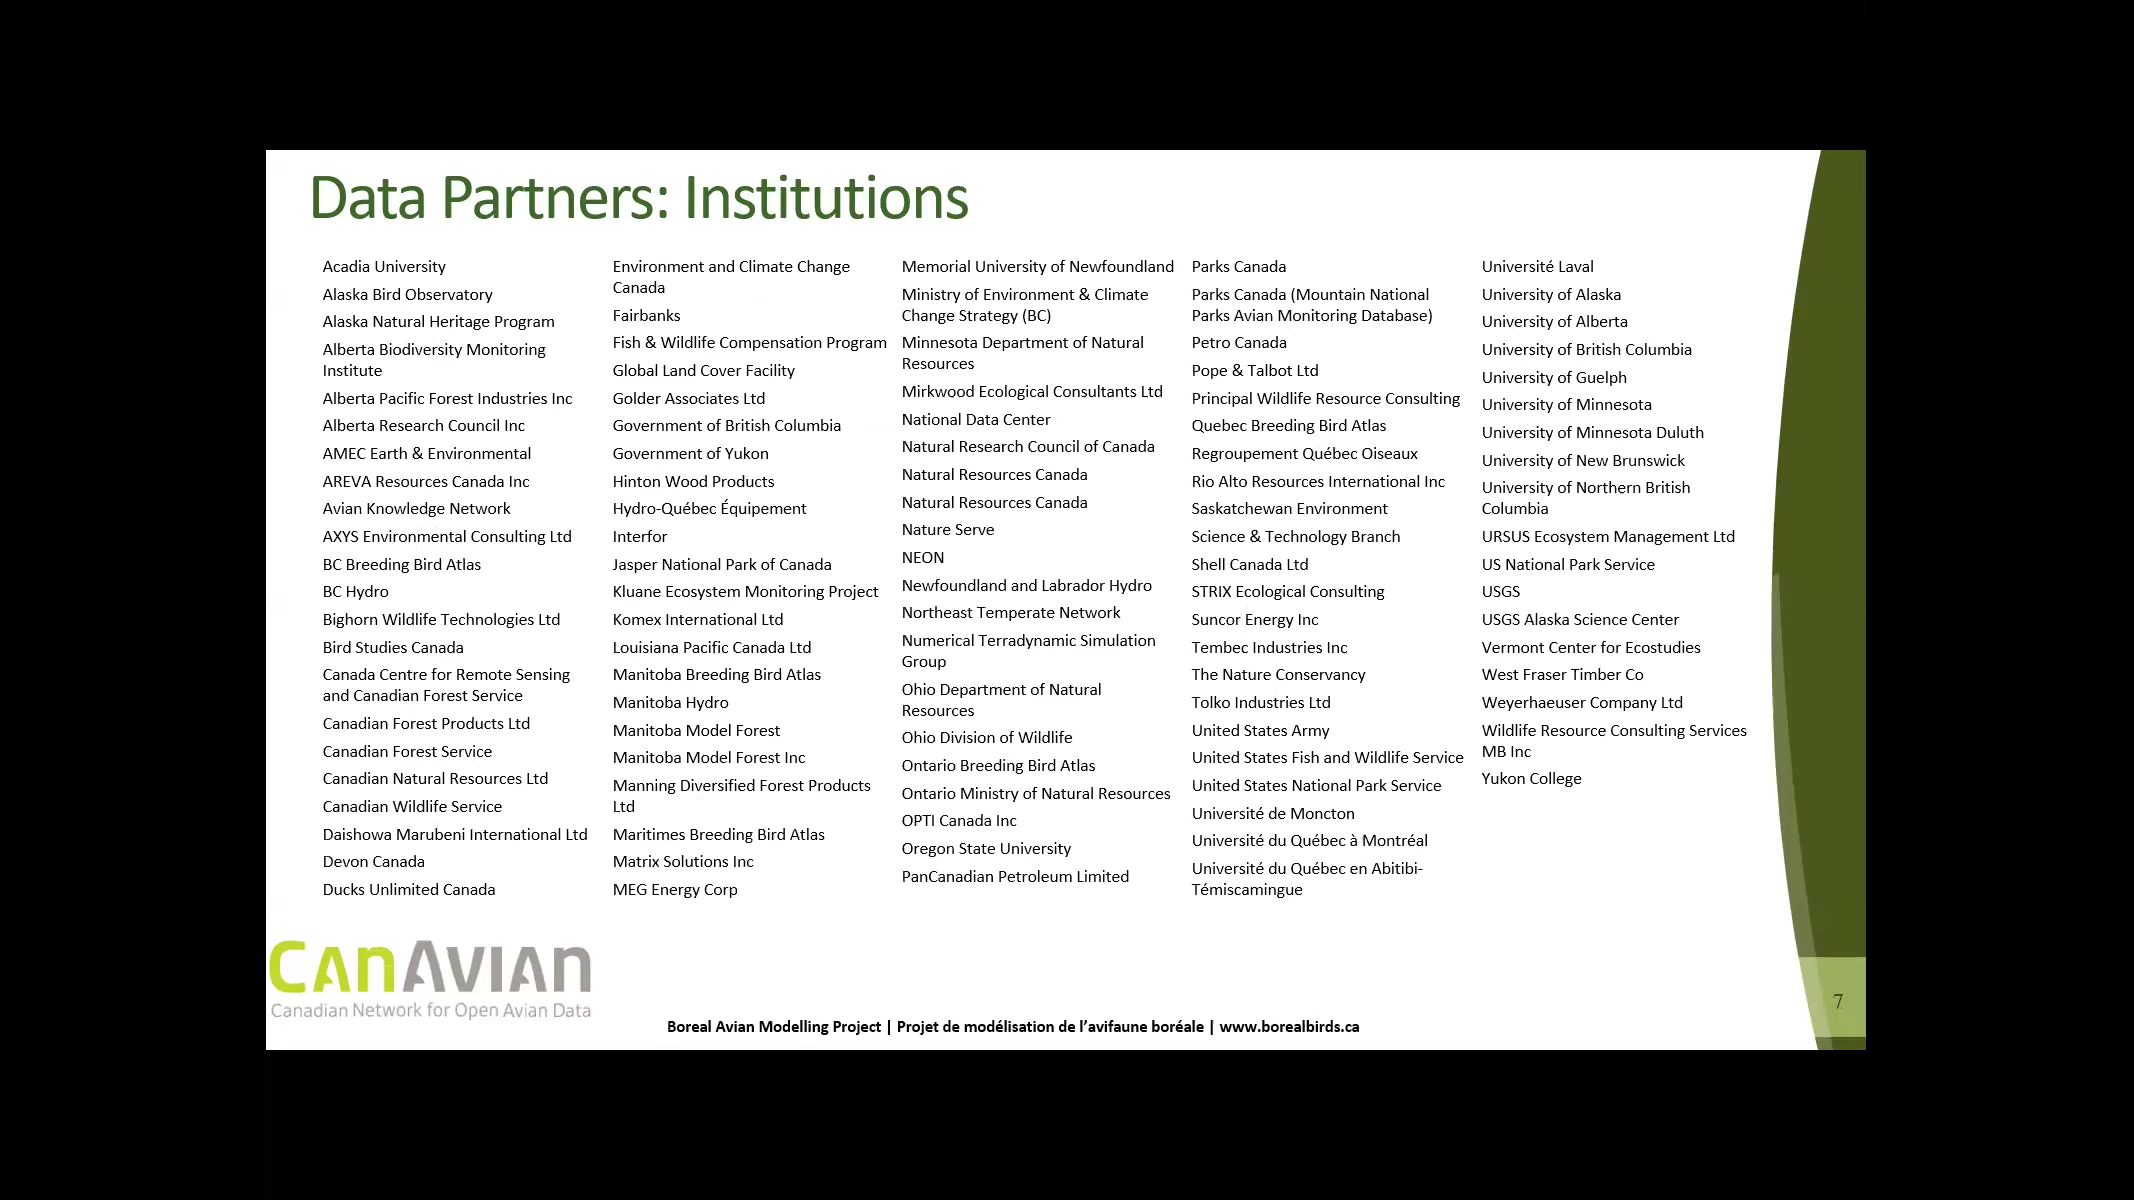 Data Partners: Institutions
Acadia University
Alaska Bird Observatory
Alaska Natural Heritage Program
Alberta Biodiversity Monitoring
Institute
Alberta Pacific Forest Industries Inc
Alberta Research Council Inc
AMEC Earth & Environmental
AREVA Resources Canada Inc
Avian Knowledge Network
AXYS Environmental Consulting Ltd
BC Breeding Bird Atlas
BC Hydro
Bighorn Wildlife Technologies Ltd
Bird Studies Canada
Canada Centre for Remote Sensing
and Canadian Forest Service
Canadian Forest Products Ltd
Canadian Forest Service
Canadian Natural Resources Ltd
Canadian Wildlife Service
Daishowa Marubeni International Ltd
Devon Canada
Ducks Unlimited Canada
Environment and Climate Change
Canada
Fairbanks
Fish & Wildlife Compensation Program
Global Land Cover Facility
Golder Associates Ltd
Government of British Columbia
Government of Yukon
Hinton Wood Products
Hydro-Québec Équipement
Interfor
Jasper National Park of Canada
Kluane Ecosystem Monitoring Project
Komex International Ltd
Louisiana Pacific Canada Ltd
Manitoba Breeding Bird Atlas
Manitoba Hydro
Manitoba Model Forest
Manitoba Model Forest Inc
Manning Diversified Forest Products
Ltd
Maritimes Breeding Bird Atlas
Matrix Solutions Inc
MEG Energy Corp
Memorial University of Newfoundland
Ministry of Environment & Climate
Change Strategy (BC)
Minnesota Department of Natural
Resources
Mirkwood Ecological Consultants Ltd
National Data Center
Natural Research Council of Canada
Natural Resources Canada
Natural Resources Canada
Nature Serve
NEON
Newfoundland and Labrador Hydro
Northeast Temperate Network
Numerical Terradynamic Simulation
Group
Ohio Department of Natural
Resources
Ohio Division of Wildlife
Ontario Breeding Bird Atlas
Ontario Ministry of Natural Resources
OPTI Canada Inc
Oregon State University
PanCanadian Petroleum Limited
Parks Canada
Parks Canada (Mountain National
Parks Avian Monitoring Database)
Petro Canada
Pope & Talbot Ltd
Principal Wildlife Resource Consulting
Quebec Breeding Bird Atlas
Regroupement Québec Oiseaux
Rio Alto Resources International Inc
Saskatchewan Environment
Science & Technology Branch
Shell Canada Ltd
STRIX Ecological Consulting
Suncor Energy Inc
Tembec Industries Inc
The Nature Conservancy
Tolko Industries Ltd
United States Army
United States Fish and Wildlife Service
United States National Park Service
Université de Moncton
Université du Québec à Montréal
Université du Québec en Abitibi-
Témiscamingue
Université Laval
University of Alaska
University of Alberta
University of British Columbia
University of Guelph
University of Minnesota
University of Minnesota Duluth
University of New Brunswick
University of Northern British
Columbia
URSUS Ecosystem Management Ltd
US National Park Service
USGS
USGS Alaska Science Center
Vermont Center for Ecostudies
West Fraser Timber Co
Weyerhaeuser Company Ltd
Wildlife Resource Consulting Services
MB Inc
Yukon College
CanAvian
Canadian Network for Open Avian Data
Boreal Avian Modelling Project | Projet de modélisation de l’avifaune boréale | www.borealbirds.ca
7